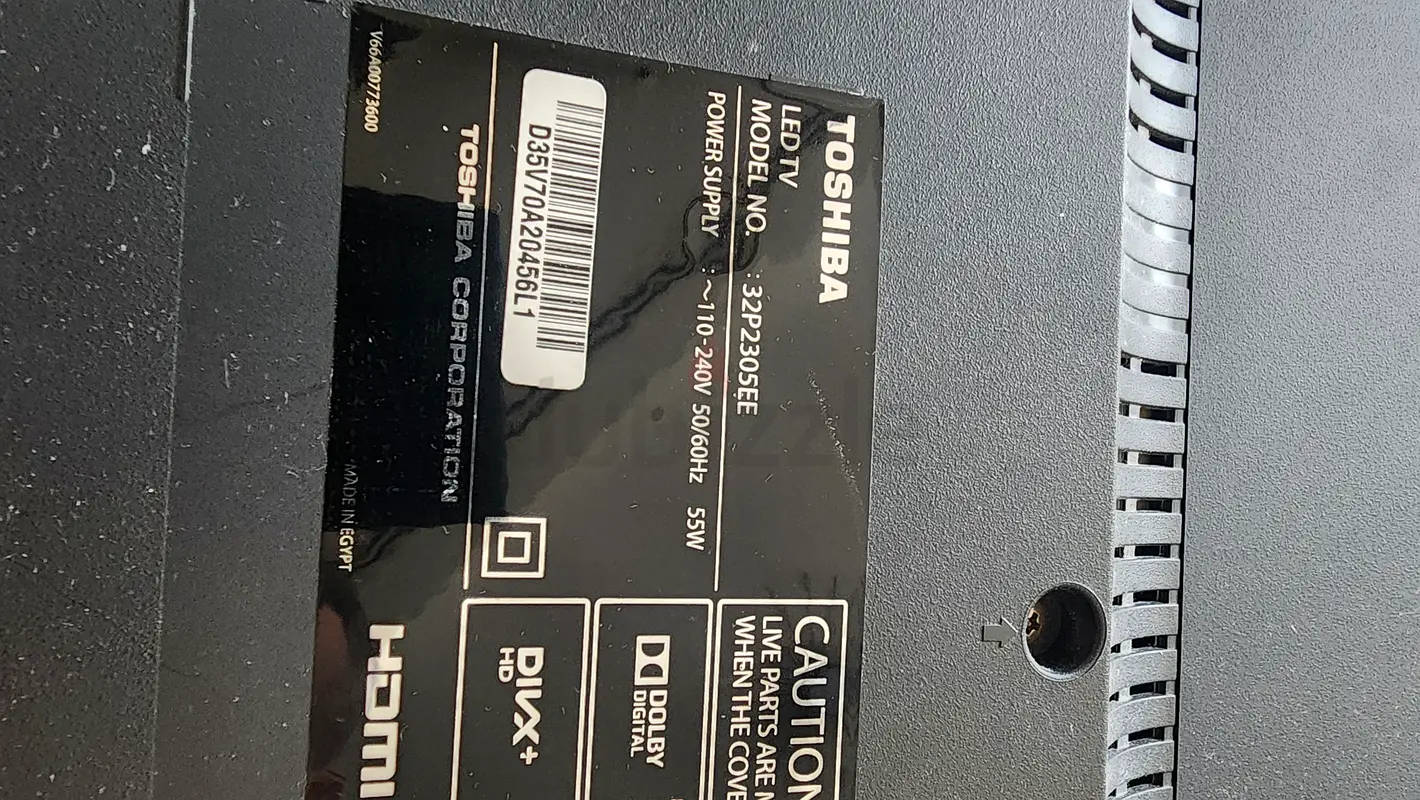 TOSHIBA
LED TV
MODEL NO. : 32P2305EE
POWER SUPPLY : ~110-240V 50/60Hz 55W
D35V70A20456L1
TOSHIBA CORPORATION
V66A00773600
MADE IN EGYPT
CAUTION
LIVE PARTS ARE
WHEN THE
DOLBY
DIGITAL
DIVX+
HD
HDMI